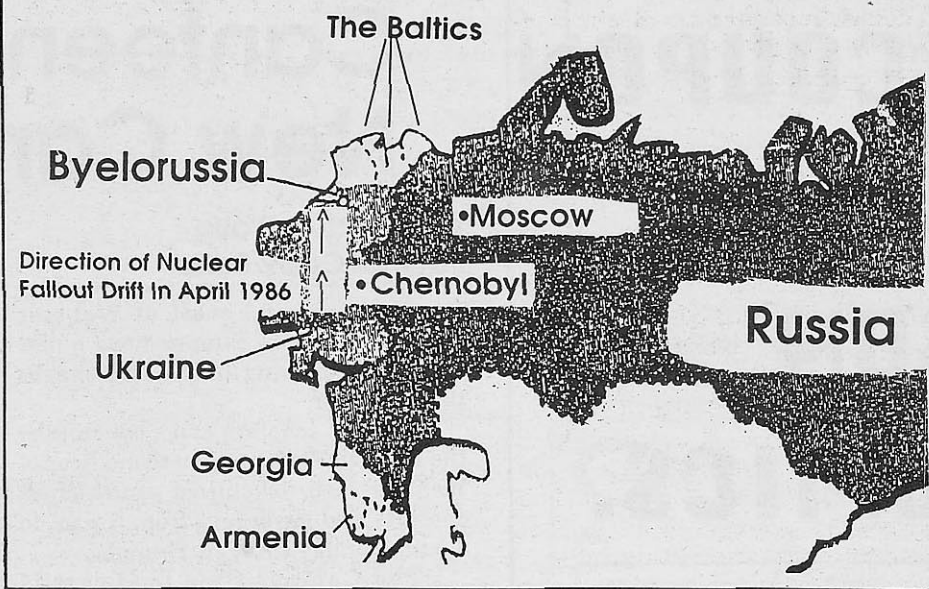 The Baltics
Byelorussia
•Moscow
Direction of Nuclear
Fallout Drift In April 1986
•Chernobyl
Russia
Ukraine
Georgia
Armenia